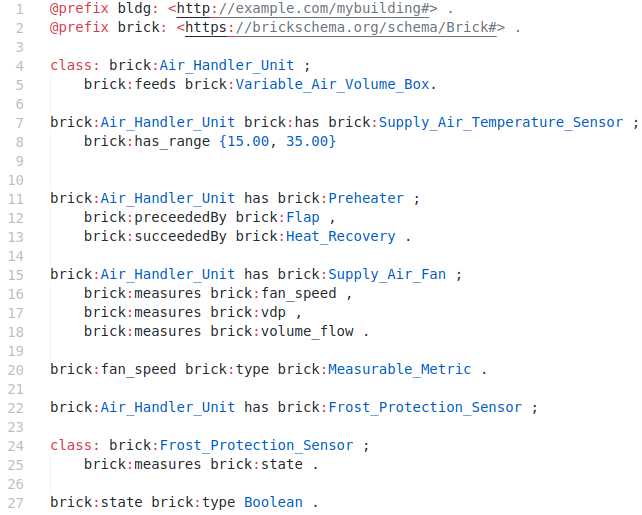 1 @prefix bldg: <http://example.com/mybuilding#> .
2 @prefix brick: <https://brickschema.org/schema/Brick#> .
3
4 class: brick:Air_Handler_Unit ;
5     brick:feeds brick:Variable_Air_Volume_Box.
6
7 brick:Air_Handler_Unit brick:has brick:Supply_Air_Temperature_Sensor ;
8     brick:has_range {15.00, 35.00}
9
10
11 brick:Air_Handler_Unit has brick:Preheater ;
12     brick:preceededBy brick:Flap ,
13     brick:succeededBy brick:Heat_Recovery .
14
15 brick:Air_Handler_Unit has brick:Supply_Air_Fan ;
16     brick:measures brick:fan_speed ,
17     brick:measures brick:vdp ,
18     brick:measures brick:volume_flow .
19
20 brick:fan_speed brick:type brick:Measurable_Metric .
21
22 brick:Air_Handler_Unit has brick:Frost_Protection_Sensor ;
23
24 class: brick:Frost_Protection_Sensor ;
25     brick:measures brick:state .
26
27 brick:state brick:type Boolean .